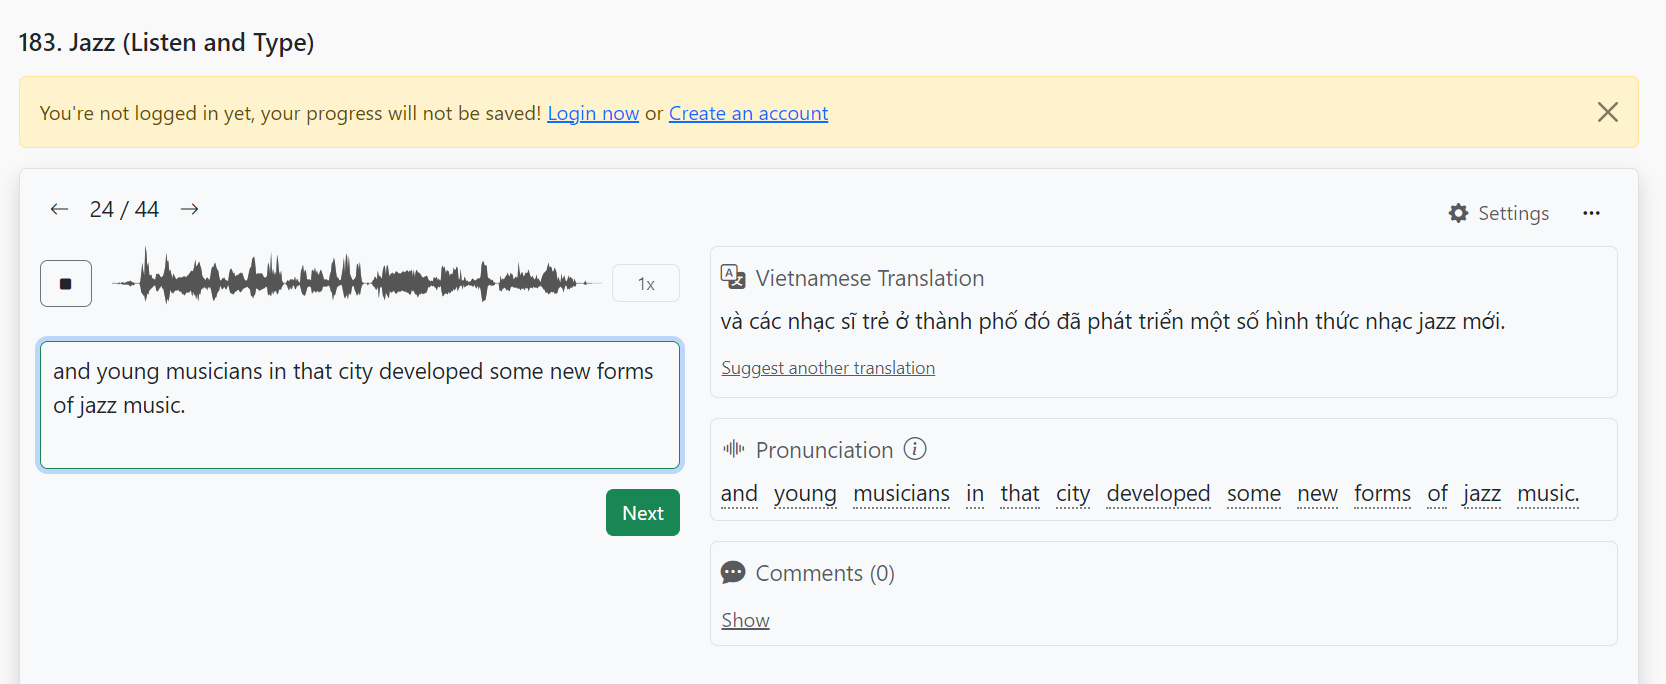 183. Jazz (Listen and Type)
You're not logged in yet, your progress will not be saved! Login now or Create an account
24 / 44
Settings
1x
and young musicians in that city developed some new forms
of jazz music.
Next
Vietnamese Translation
và các nhạc sĩ trẻ ở thành phố đó đã phát triển một số hình thức nhạc jazz mới.
Suggest another translation
Pronunciation
and young musicians in that city developed some new forms of jazz music.
Comments (0)
Show